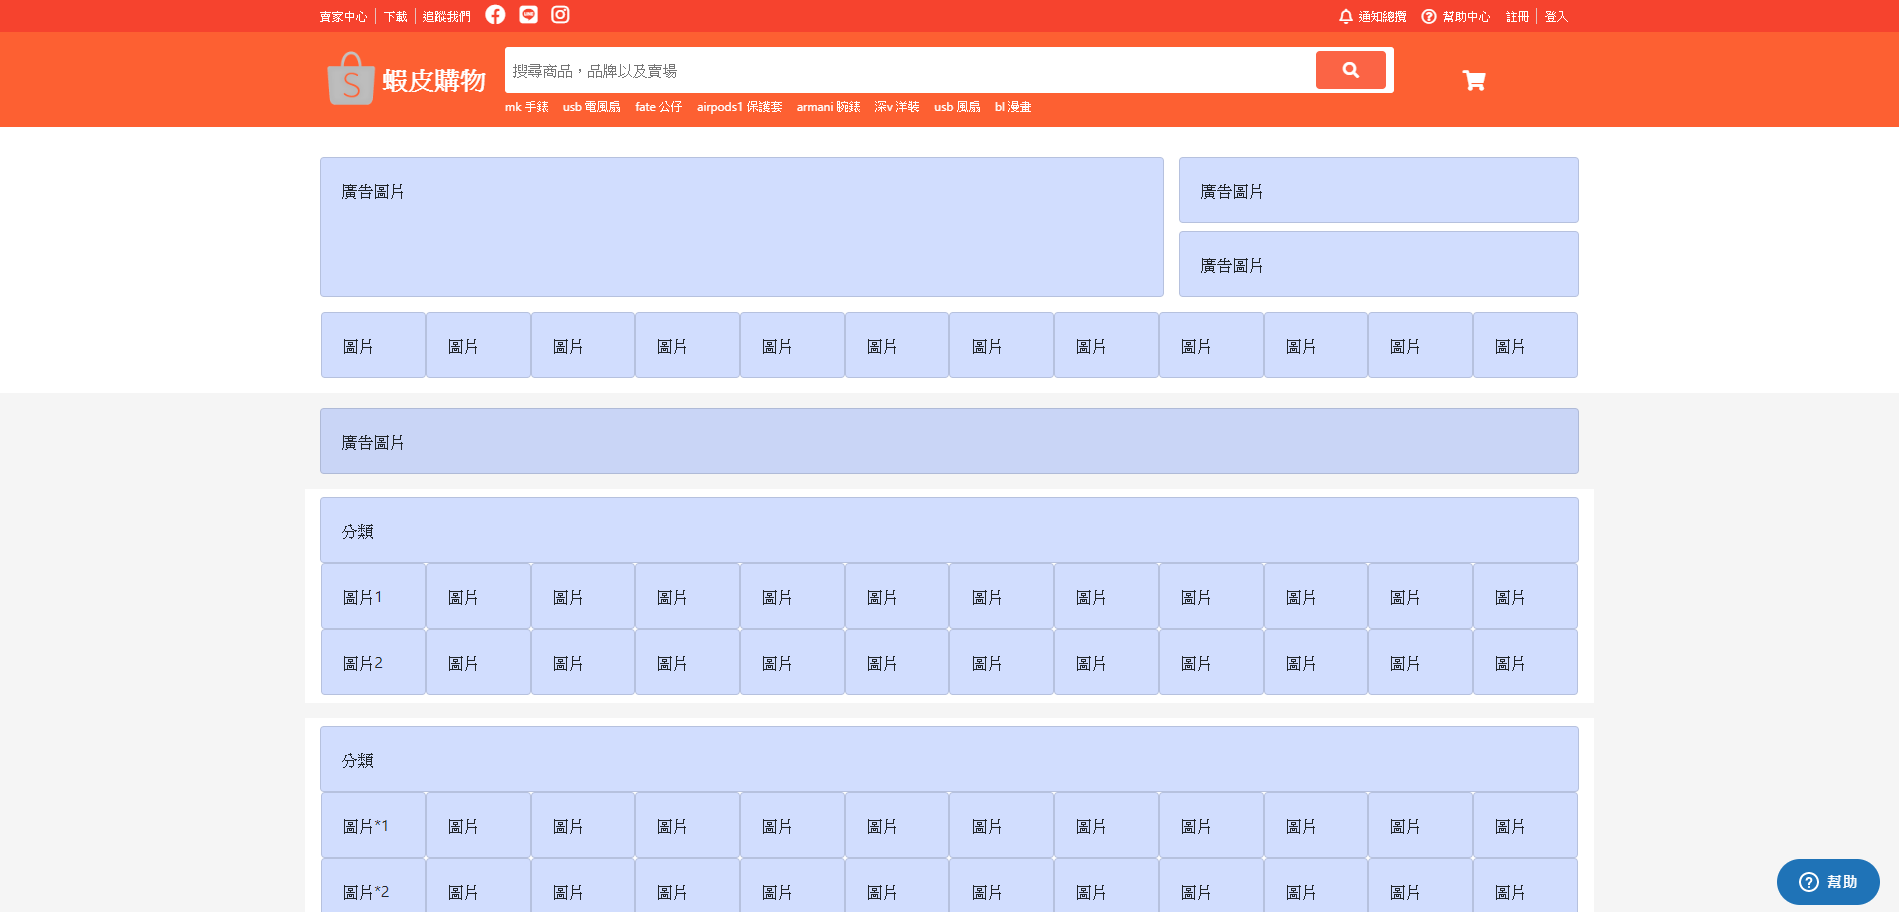 賣家中心 下載 追蹤我們 通知總攬 幫助中心 註冊 登入
S 蝦皮購物 搜尋商品，品牌以及賣場
mk 手錶 usb 電風扇 fate 公仔 airpods1 保護套 armani 腕錶 深v 洋裝 usb 風扇 bl 漫畫
廣告圖片 廣告圖片
廣告圖片
圖片 圖片 圖片 圖片 圖片 圖片 圖片 圖片 圖片 圖片 圖片 圖片
廣告圖片
分類
圖片1 圖片 圖片 圖片 圖片 圖片 圖片 圖片 圖片 圖片 圖片 圖片
圖片2 圖片 圖片 圖片 圖片 圖片 圖片 圖片 圖片 圖片 圖片 圖片
分類
圖片*1 圖片 圖片 圖片 圖片 圖片 圖片 圖片 圖片 圖片 圖片 圖片
圖片*2 圖片 圖片 圖片 圖片 圖片 圖片 圖片 圖片 圖片 圖片 圖片
幫助